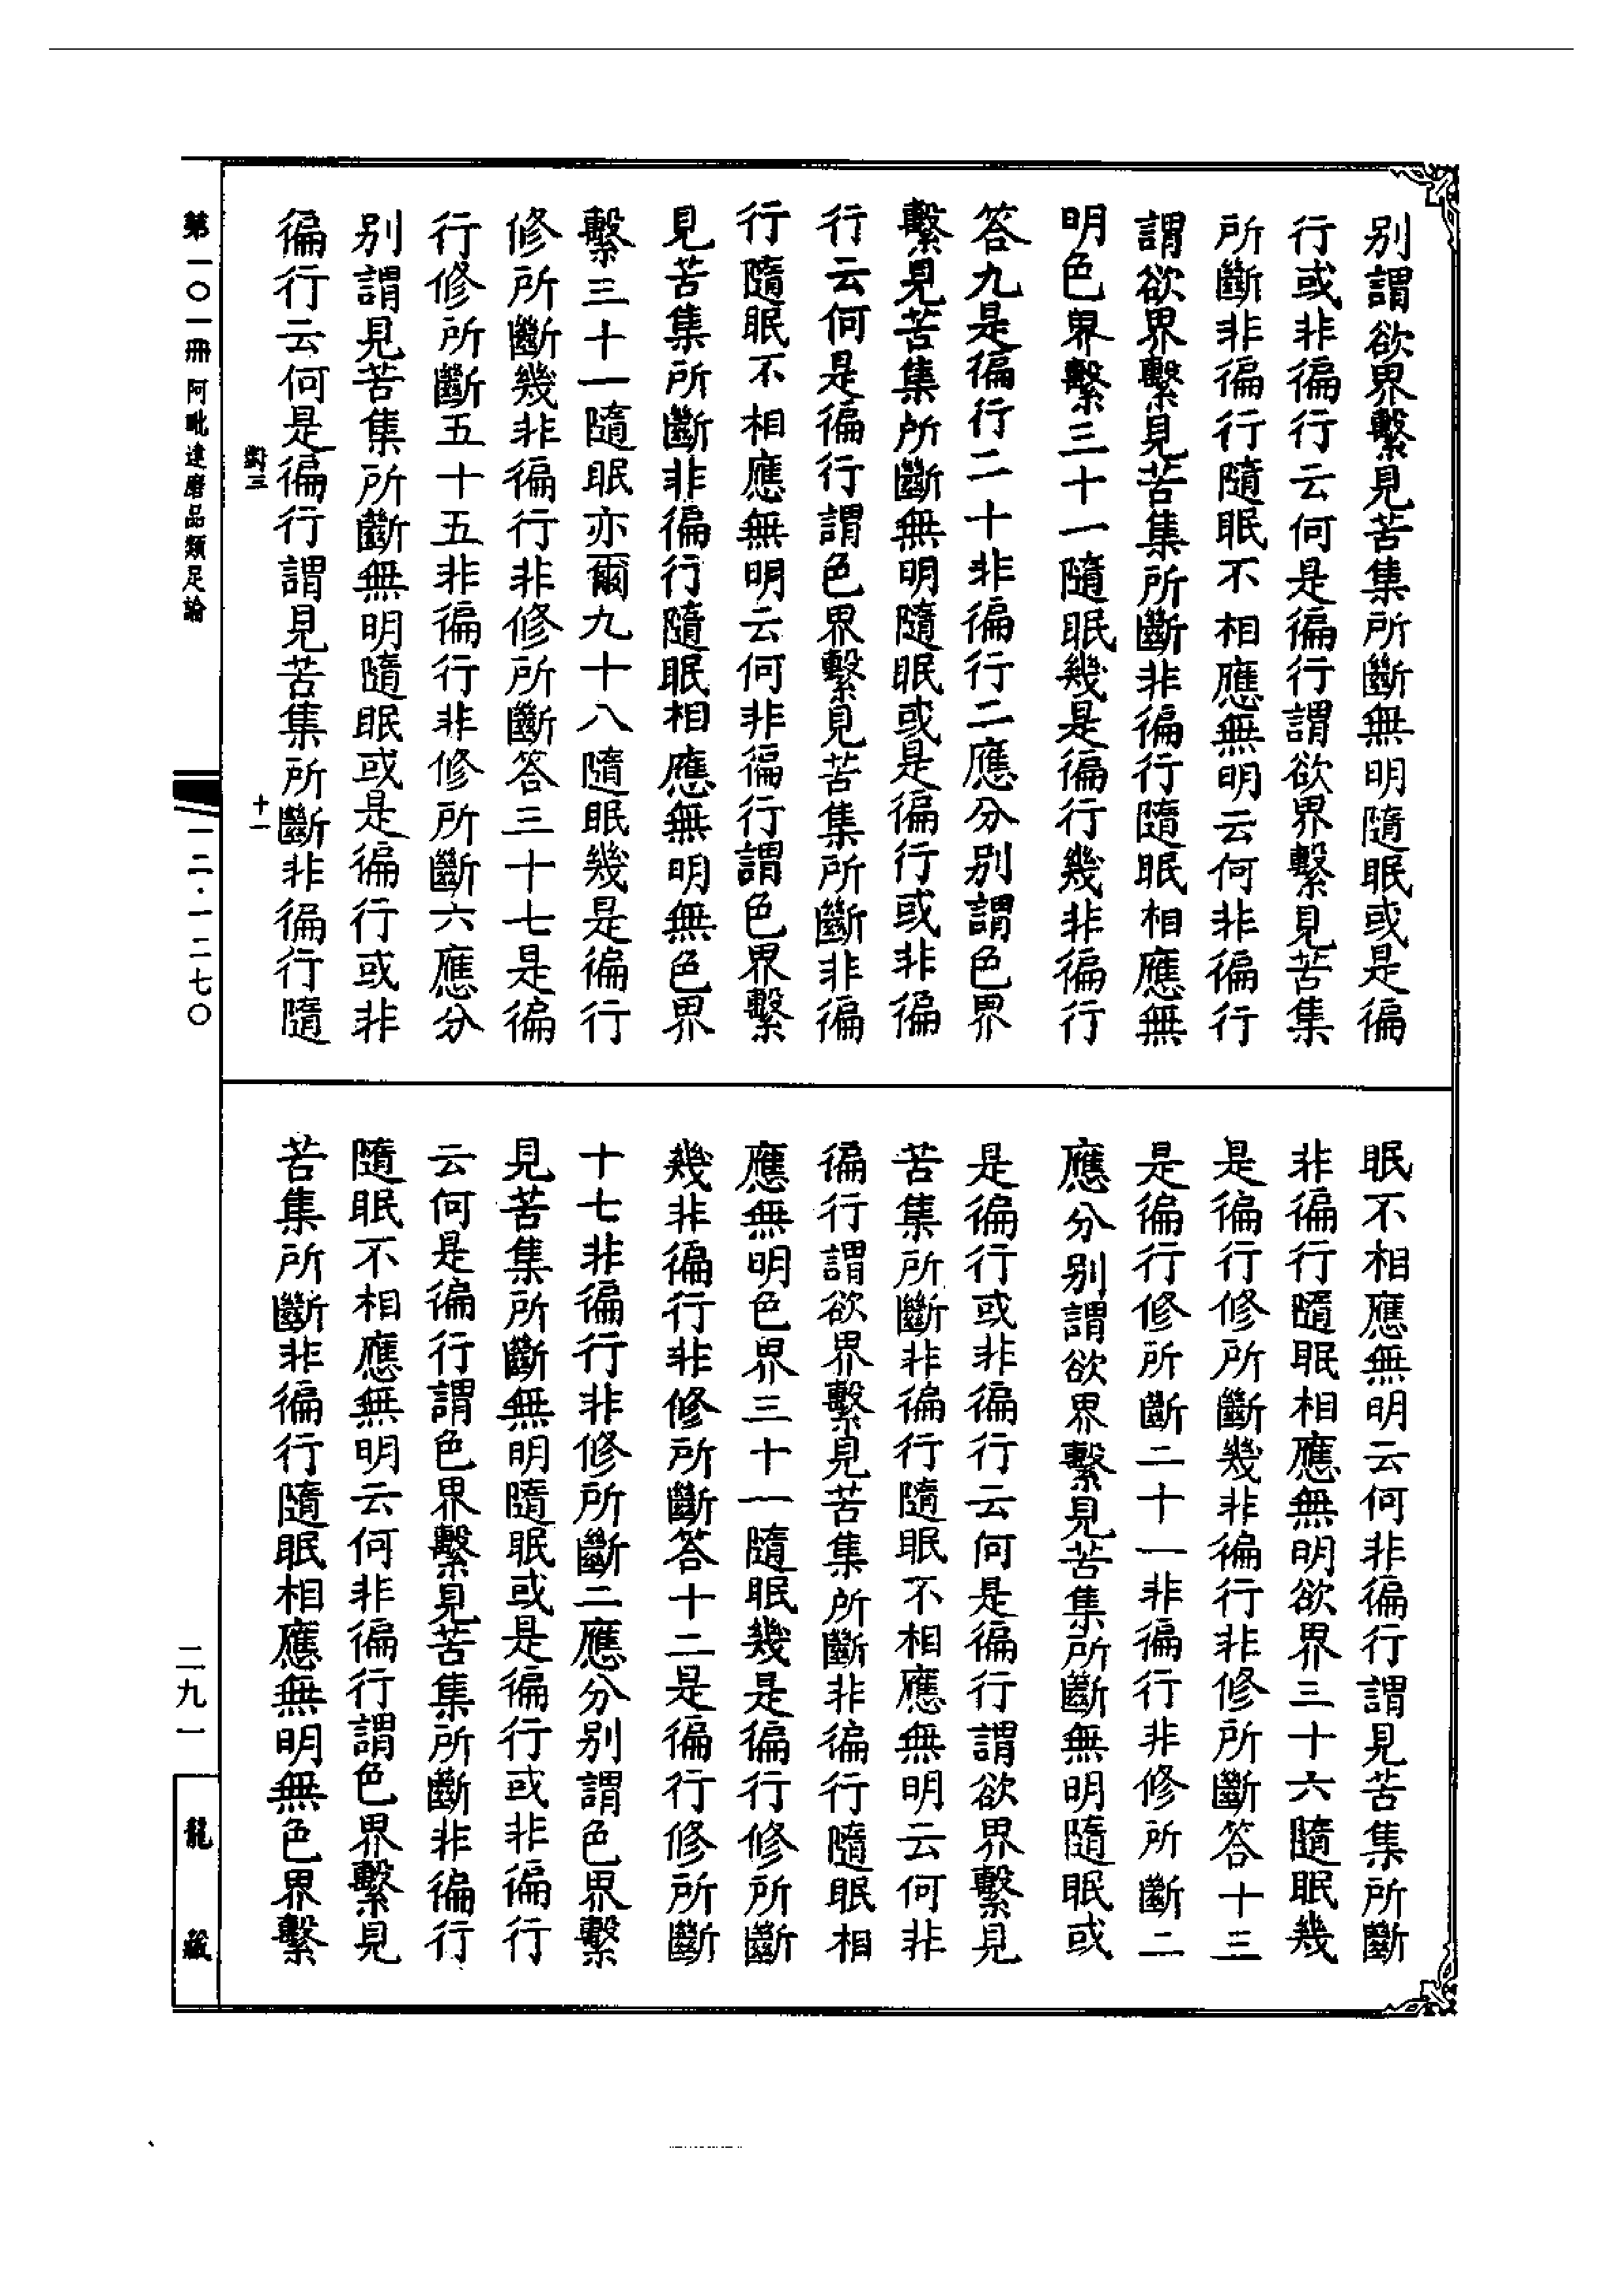 別謂欲界繫見苦集所斷無明隨眠或是徧
行或非徧行云何是徧行謂欲界繫見苦集
所斷非徧行隨眠不相應無明云何非徧行
謂欲界繫見苦集所斷非徧行隨眠相應無
明色界繫三十一隨眠幾是徧行幾非徧行
答九是徧行二十非徧行二應分別謂色界
繫見苦集所斷無明隨眠或是徧行或非徧
行云何是徧行謂色界繫見苦集所斷非徧
行隨眠不相應無明云何非徧行謂色界繫
見苦集所斷非徧行隨眠相應無明無色界
繫三十一隨眠亦爾九十八隨眠幾是徧行
修所斷幾非徧行非修所斷答三十七是徧
行修所斷五十五非徧行非修所斷六應分
別謂見苦集所斷無明隨眠或是徧行或非
徧行云何是徧行謂見苦集所斷非徧行隨
對三
十一
眠不相應無明云何非徧行謂見苦集所斷
非徧行隨眠相應無明欲界三十六隨眠幾
是徧行修所斷幾非徧行非修所斷答十三
是徧行修所斷二十一非徧行非修所斷二
應分別謂欲界繫見苦集所斷無明隨眠或
是徧行或非徧行云何是徧行謂欲界繫見
苦集所斷非徧行隨眠不相應無明云何非
徧行謂欲界繫見苦集所斷非徧行隨眠相
應無明色界三十一隨眠幾是徧行修所斷
幾非徧行非修所斷答十二是徧行修所斷
十七非徧行非修所斷二應分別謂色界繫
見苦集所斷無明隨眠或是徧行或非徧行
云何是徧行謂色界繫見苦集所斷非徧行
隨眠不相應無明云何非徧行謂色界繫見
苦集所斷非徧行隨眠相應無明無色界繫
第一〇一冊 阿毗達磨品類足論
一二·一二七〇
二九一
龍藏